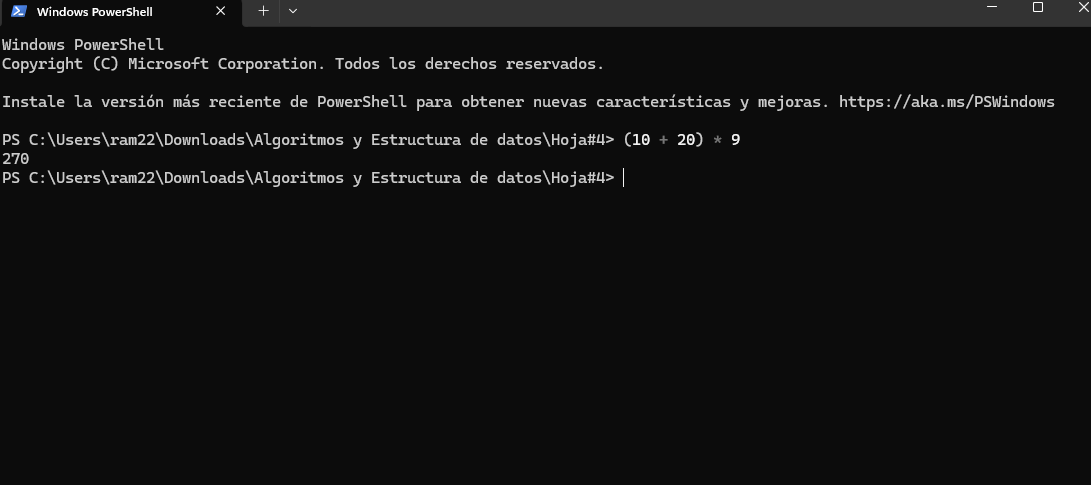 Windows PowerShell
Windows PowerShell
Copyright (C) Microsoft Corporation. Todos los derechos reservados.
Instale la versión más reciente de PowerShell para obtener nuevas características y mejoras. https://aka.ms/PSWindows
PS C:\Users\ram22\Downloads\Algoritmos y Estructura de datos\Hoja#4> (10 + 20) * 9
270
PS C:\Users\ram22\Downloads\Algoritmos y Estructura de datos\Hoja#4>